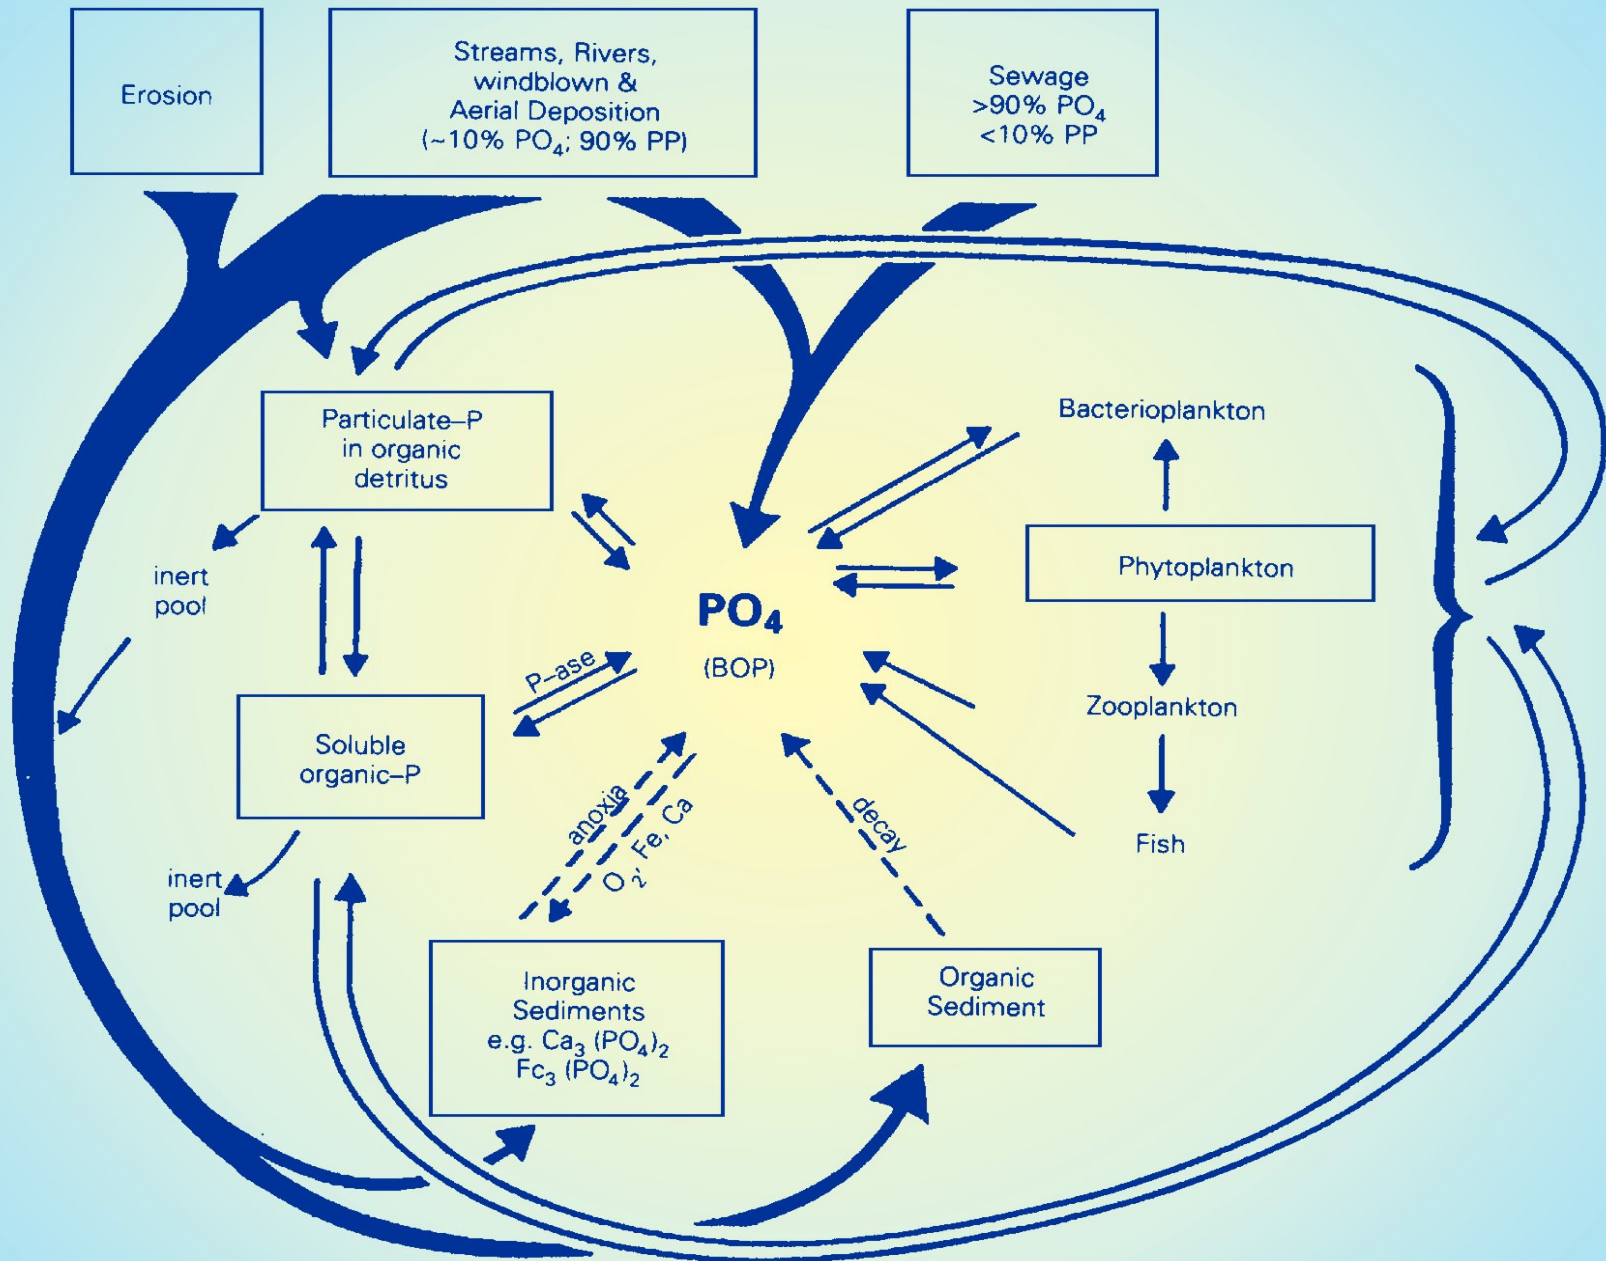 Erosion
Streams, Rivers,
windblown &
Aerial Deposition
(~10% PO₄; 90% PP)
Sewage
>90% PO₄
<10% PP
Particulate–P
in organic
detritus
Bacterioplankton
inert
pool
Phytoplankton
PO₄
(BOP)
P–ase
Zooplankton
Soluble
organic–P
anoxia
O₂, Fe, Ca
decay
Fish
inert
pool
Inorganic
Sediments
e.g. Ca₃ (PO₄)₂
Fc₃ (PO₄)₂
Organic
Sediment